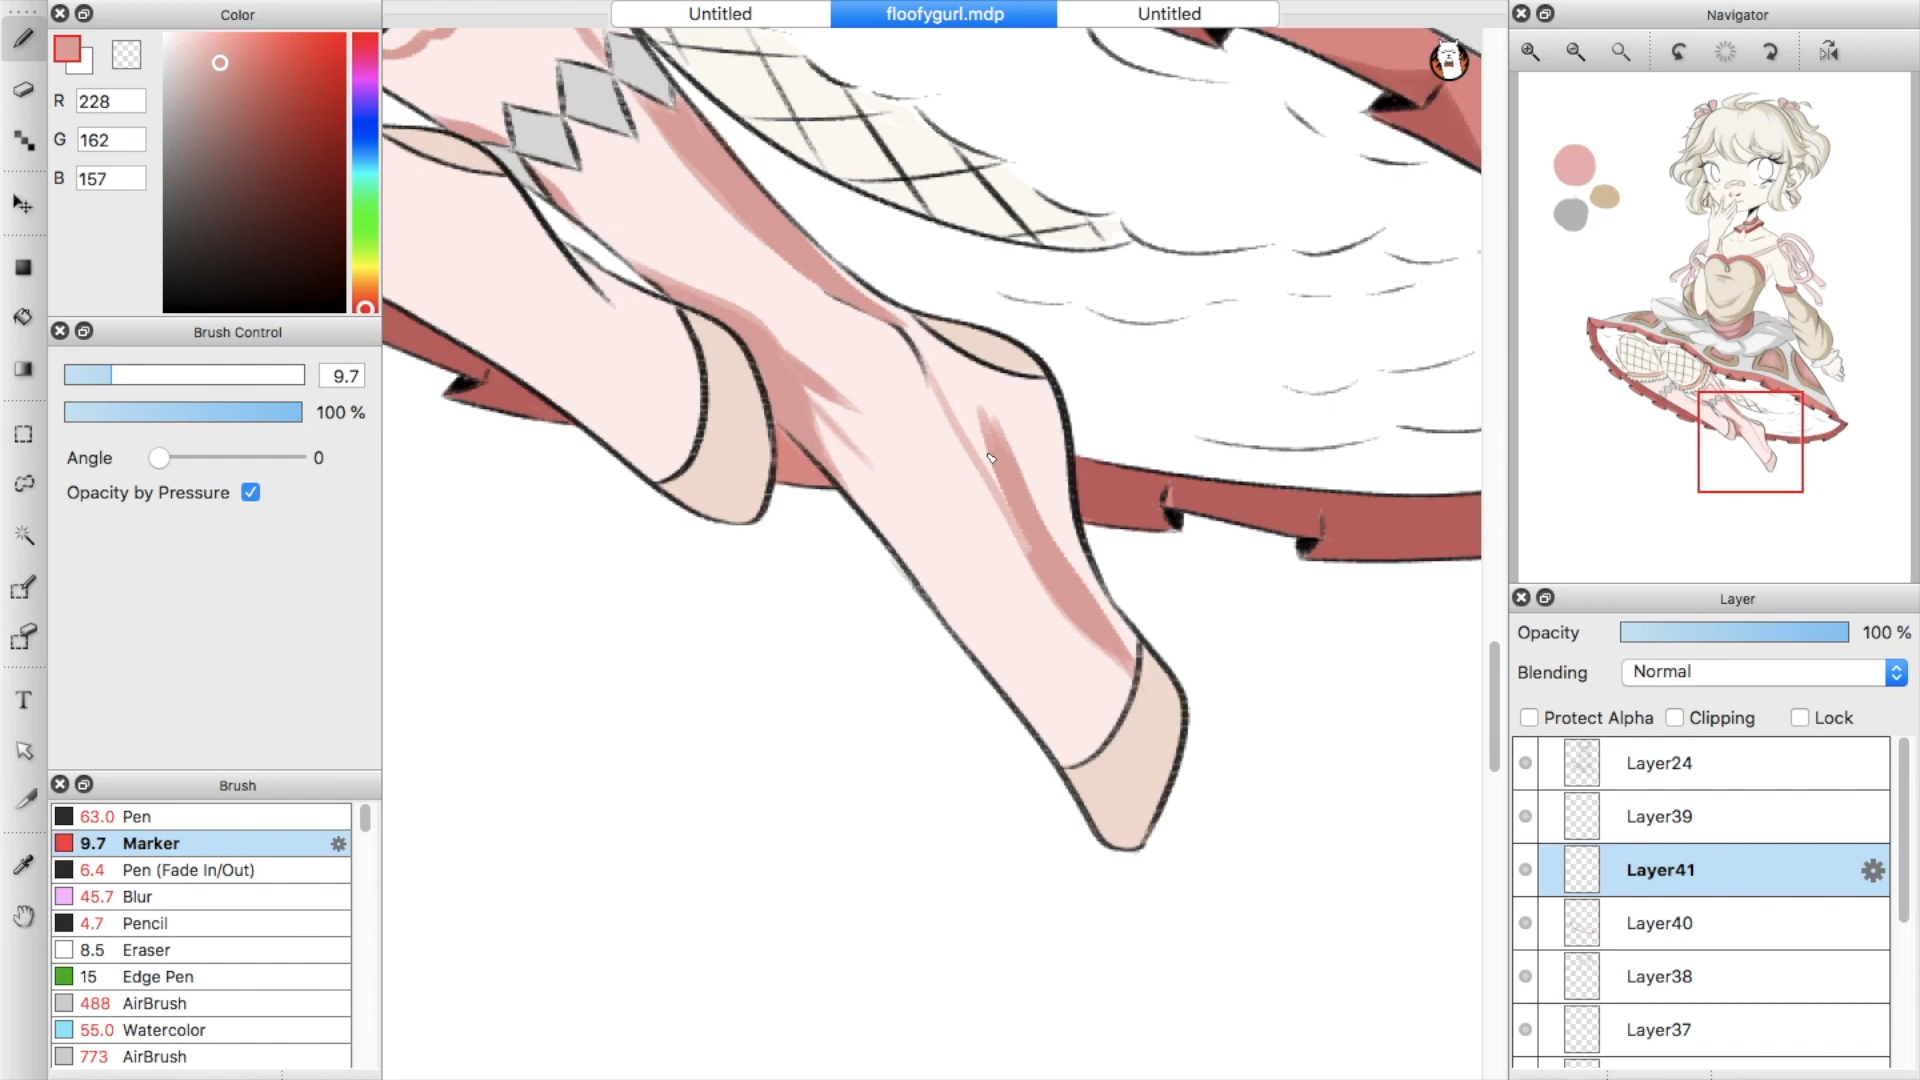 Color
Untitled
floofygurl.mdp
Untitled
Navigator
R 228
G 162
B 157
Brush Control
9.7
100 %
Angle 0
Opacity by Pressure
Brush
63.0 Pen
9.7 Marker
6.4 Pen (Fade In/Out)
45.7 Blur
4.7 Pencil
8.5 Eraser
15 Edge Pen
488 AirBrush
55.0 Watercolor
773 AirBrush
T
Layer
Opacity 100 %
Blending Normal
Protect Alpha Clipping Lock
Layer24
Layer39
Layer41
Layer40
Layer38
Layer37